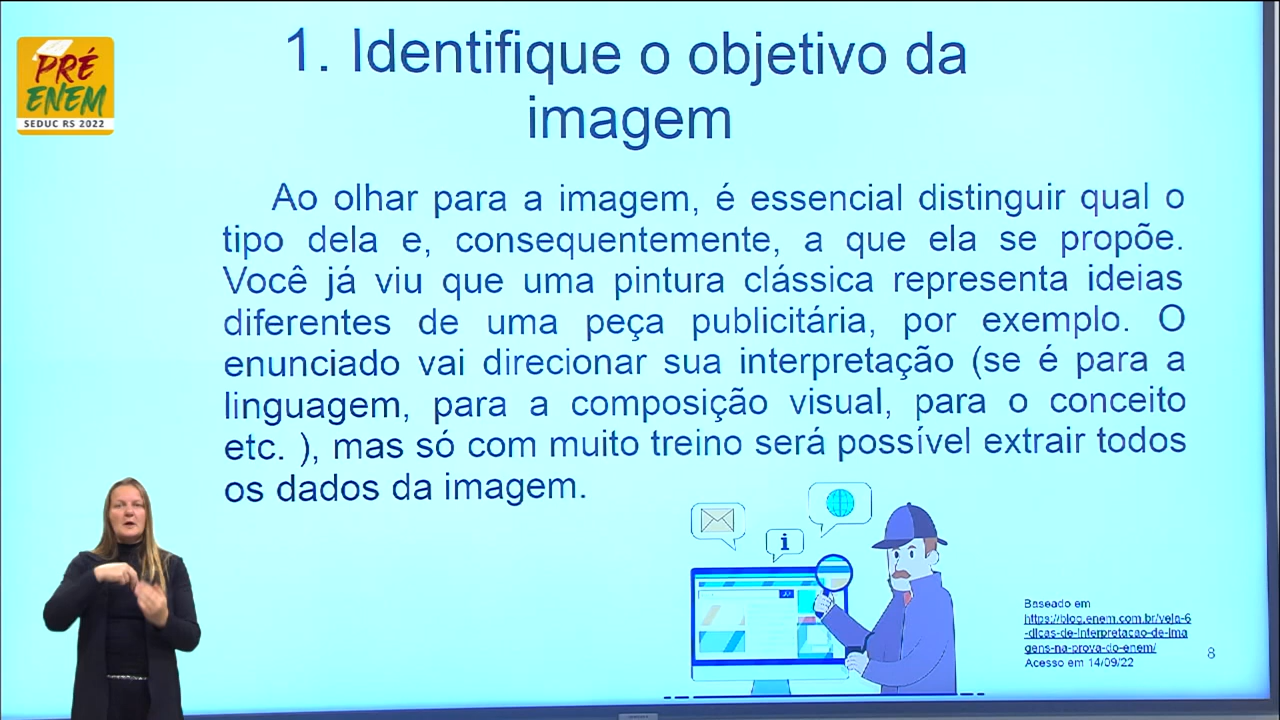 PRÉ
ENEM
SEDUC RS 2022
1. Identifique o objetivo da
imagem
Ao olhar para a imagem, é essencial distinguir qual o
tipo dela e, consequentemente, a que ela se propõe.
Você já viu que uma pintura clássica representa ideias
diferentes de uma peça publicitária, por exemplo. O
enunciado vai direcionar sua interpretação (se é para a
linguagem, para a composição visual, para o conceito
etc. ), mas só com muito treino será possível extrair todos
os dados da imagem.
i
Baseado em
https://blog.enem.com.br/veja-6
-dicas-de-interpretacao-de-ima
gens-na-prova-do-enem/
Acesso em 14/09/22
8